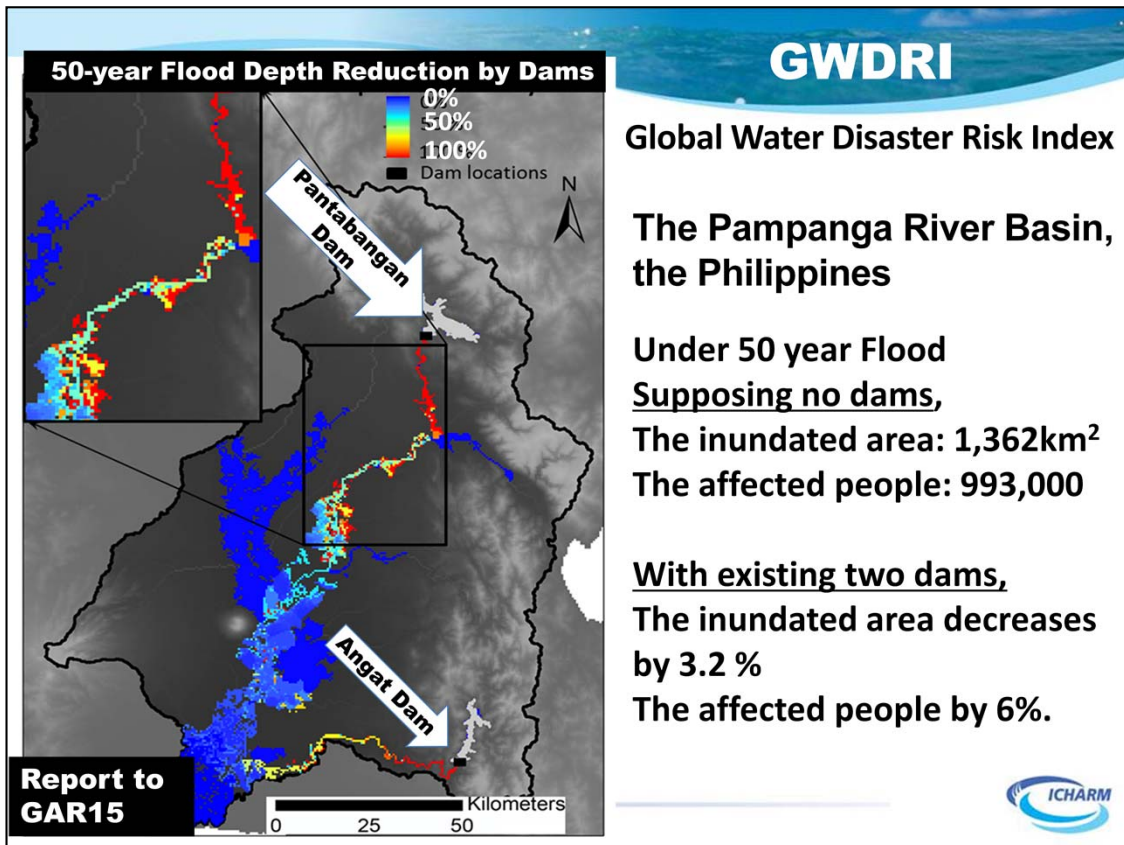 50-year Flood Depth Reduction by Dams
0%
50%
100%
Dam locations
N
Pantabangan
Dam
Angat Dam
Report to
GAR15
Kilometers
0 25 50
GWDRI
Global Water Disaster Risk Index
The Pampanga River Basin,
the Philippines
Under 50 year Flood
Supposing no dams,
The inundated area: 1,362km²
The affected people: 993,000
With existing two dams,
The inundated area decreases
by 3.2 %
The affected people by 6%.
ICHARM